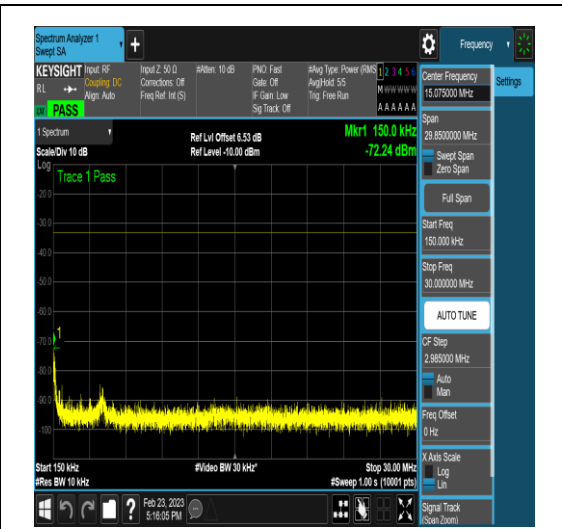 Spectrum Analyzer 1
Swept SA
+
Frequency
KEYSIGHT
RL
PASS
Input: RF
Coupling: DC
Align: Auto
Input Z: 50 Ω
Corrections: Off
Freq Ref: Int (S)
#Atten: 10 dB
PNO: Fast
Gate: Off
IF Gain: Low
Sig Track: Off
#Avg Type: Power (RMS)
Avg|Hold: 5/5
Trig: Free Run
1 2 3 4 5 6
M W W W W W
A A A A A A
1 Spectrum
Scale/Div 10 dB
Ref Lvl Offset 6.53 dB
Ref Level -10.00 dBm
Mkr1 150.0 kHz
-72.24 dBm
Log
Trace 1 Pass
-20.0
-30.0
-40.0
-50.0
-60.0
-70.0
-80.0
-90.0
-100
1
Start 150 kHz
#Res BW 10 kHz
#Video BW 30 kHz*
Stop 30.00 MHz
#Sweep 1.00 s (10001 pts)
Feb 23, 2023
5:16:05 PM
?
Center Frequency
15.075000 MHz
Settings
Span
29.8500000 MHz
Swept Span
Zero Span
Full Span
Start Freq
150.000 kHz
Stop Freq
30.000000 MHz
AUTO TUNE
CF Step
2.985000 MHz
Auto
Man
Freq Offset
0 Hz
X Axis Scale
Log
Lin
Signal Track
(Span Zoom)